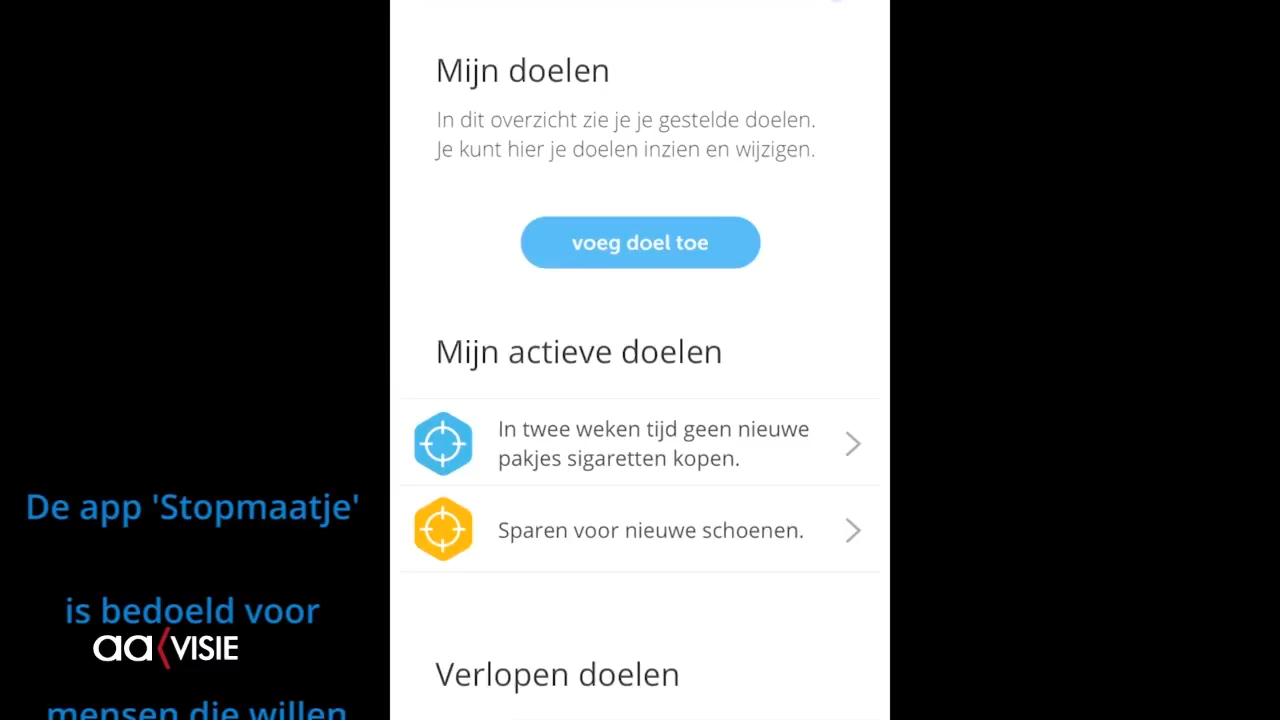 Mijn doelen
In dit overzicht zie je je gestelde doelen.
Je kunt hier je doelen inzien en wijzigen.
voeg doel toe
Mijn actieve doelen
In twee weken tijd geen nieuwe
pakjes sigaretten kopen.
Sparen voor nieuwe schoenen.
Verlopen doelen
De app 'Stopmaatje'
is bedoeld voor
aa VISIE
mensen die willen